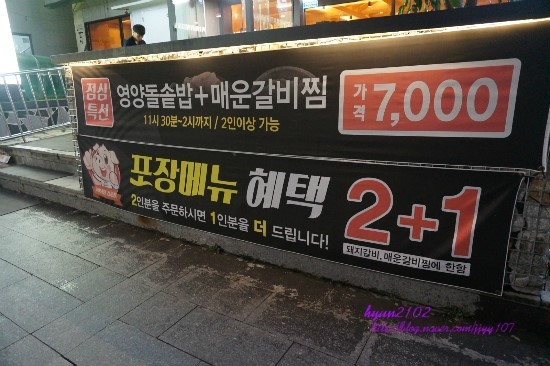 점심
특선
영양돌솥밥+매운갈비찜
11시 30분~2시까지 / 2인이상 가능
가격 7,000
포장메뉴 혜택
2인분을 주문하시면 1인분을 더 드립니다!
2+1
돼지갈비, 매운갈비찜에 한함
hyun2102